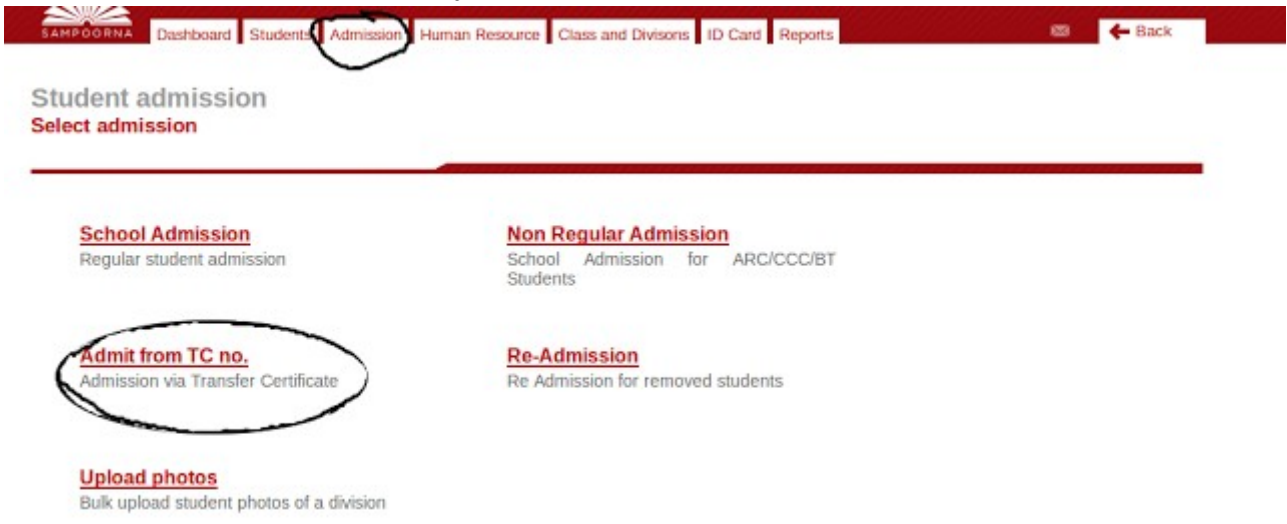 SAMPOORNA Dashboard Students Admission Human Resource Class and Divisons ID Card Reports Back
Student admission
Select admission
School Admission
Regular student admission
Non Regular Admission
School Admission for ARC/CCC/BT
Students
Admit from TC no.
Admission via Transfer Certificate
Re-Admission
Re Admission for removed students
Upload photos
Bulk upload student photos of a division